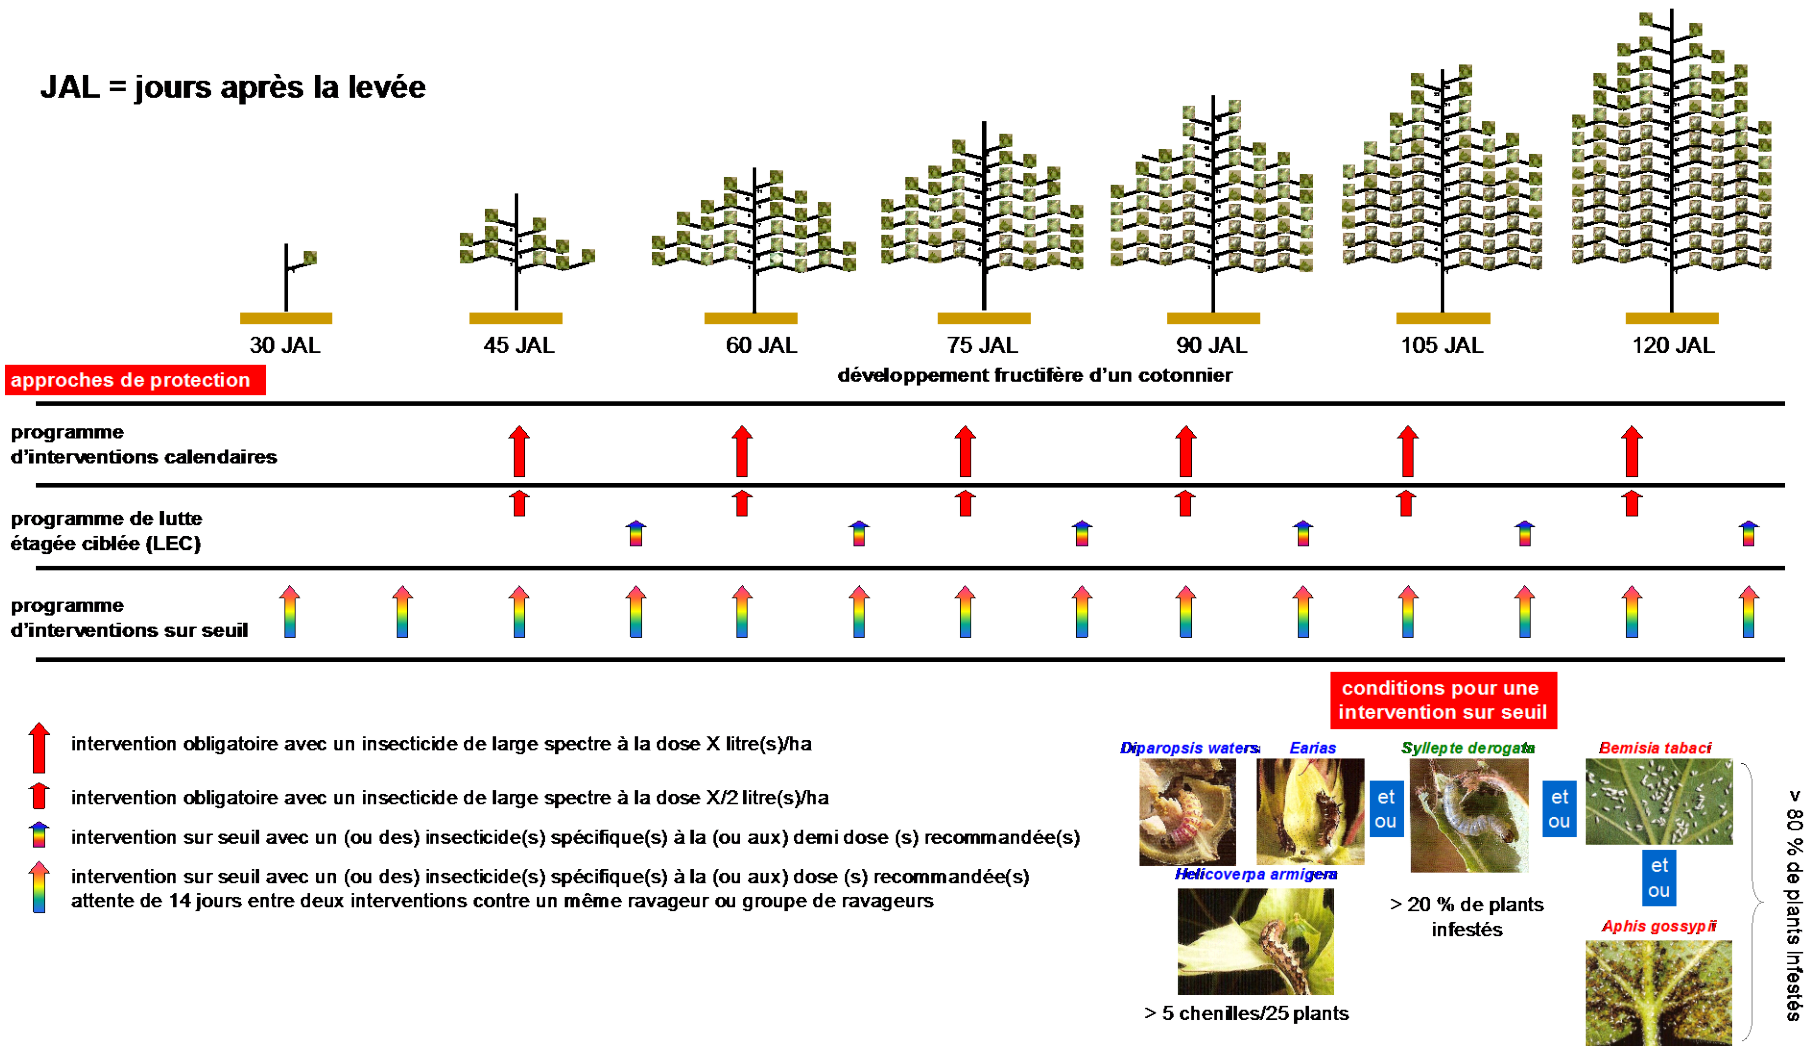 JAL = jours après la levée
30 JAL
45 JAL
60 JAL
75 JAL
90 JAL
105 JAL
120 JAL
approches de protection
développement fructifère d'un cotonnier
programme
d'interventions calendaires
programme de lutte
étagée ciblée (LEC)
programme
d'interventions sur seuil
intervention obligatoire avec un insecticide de large spectre à la dose X litre(s)/ha
intervention obligatoire avec un insecticide de large spectre à la dose X/2 litre(s)/ha
intervention sur seuil avec un (ou des) insecticide(s) spécifique(s) à la (ou aux) demi dose (s) recommandée(s)
intervention sur seuil avec un (ou des) insecticide(s) spécifique(s) à la (ou aux) dose (s) recommandée(s)
attente de 14 jours entre deux interventions contre un même ravageur ou groupe de ravageurs
conditions pour une
intervention sur seuil
Diparopsis watersi
Earias
Helicoverpa armigera
> 5 chenilles/25 plants
et
ou
Syllepte derogata
> 20 % de plants
infestés
et
ou
Bemisia tabaci
et
ou
Aphis gossypii
> 80 % de plants infestés